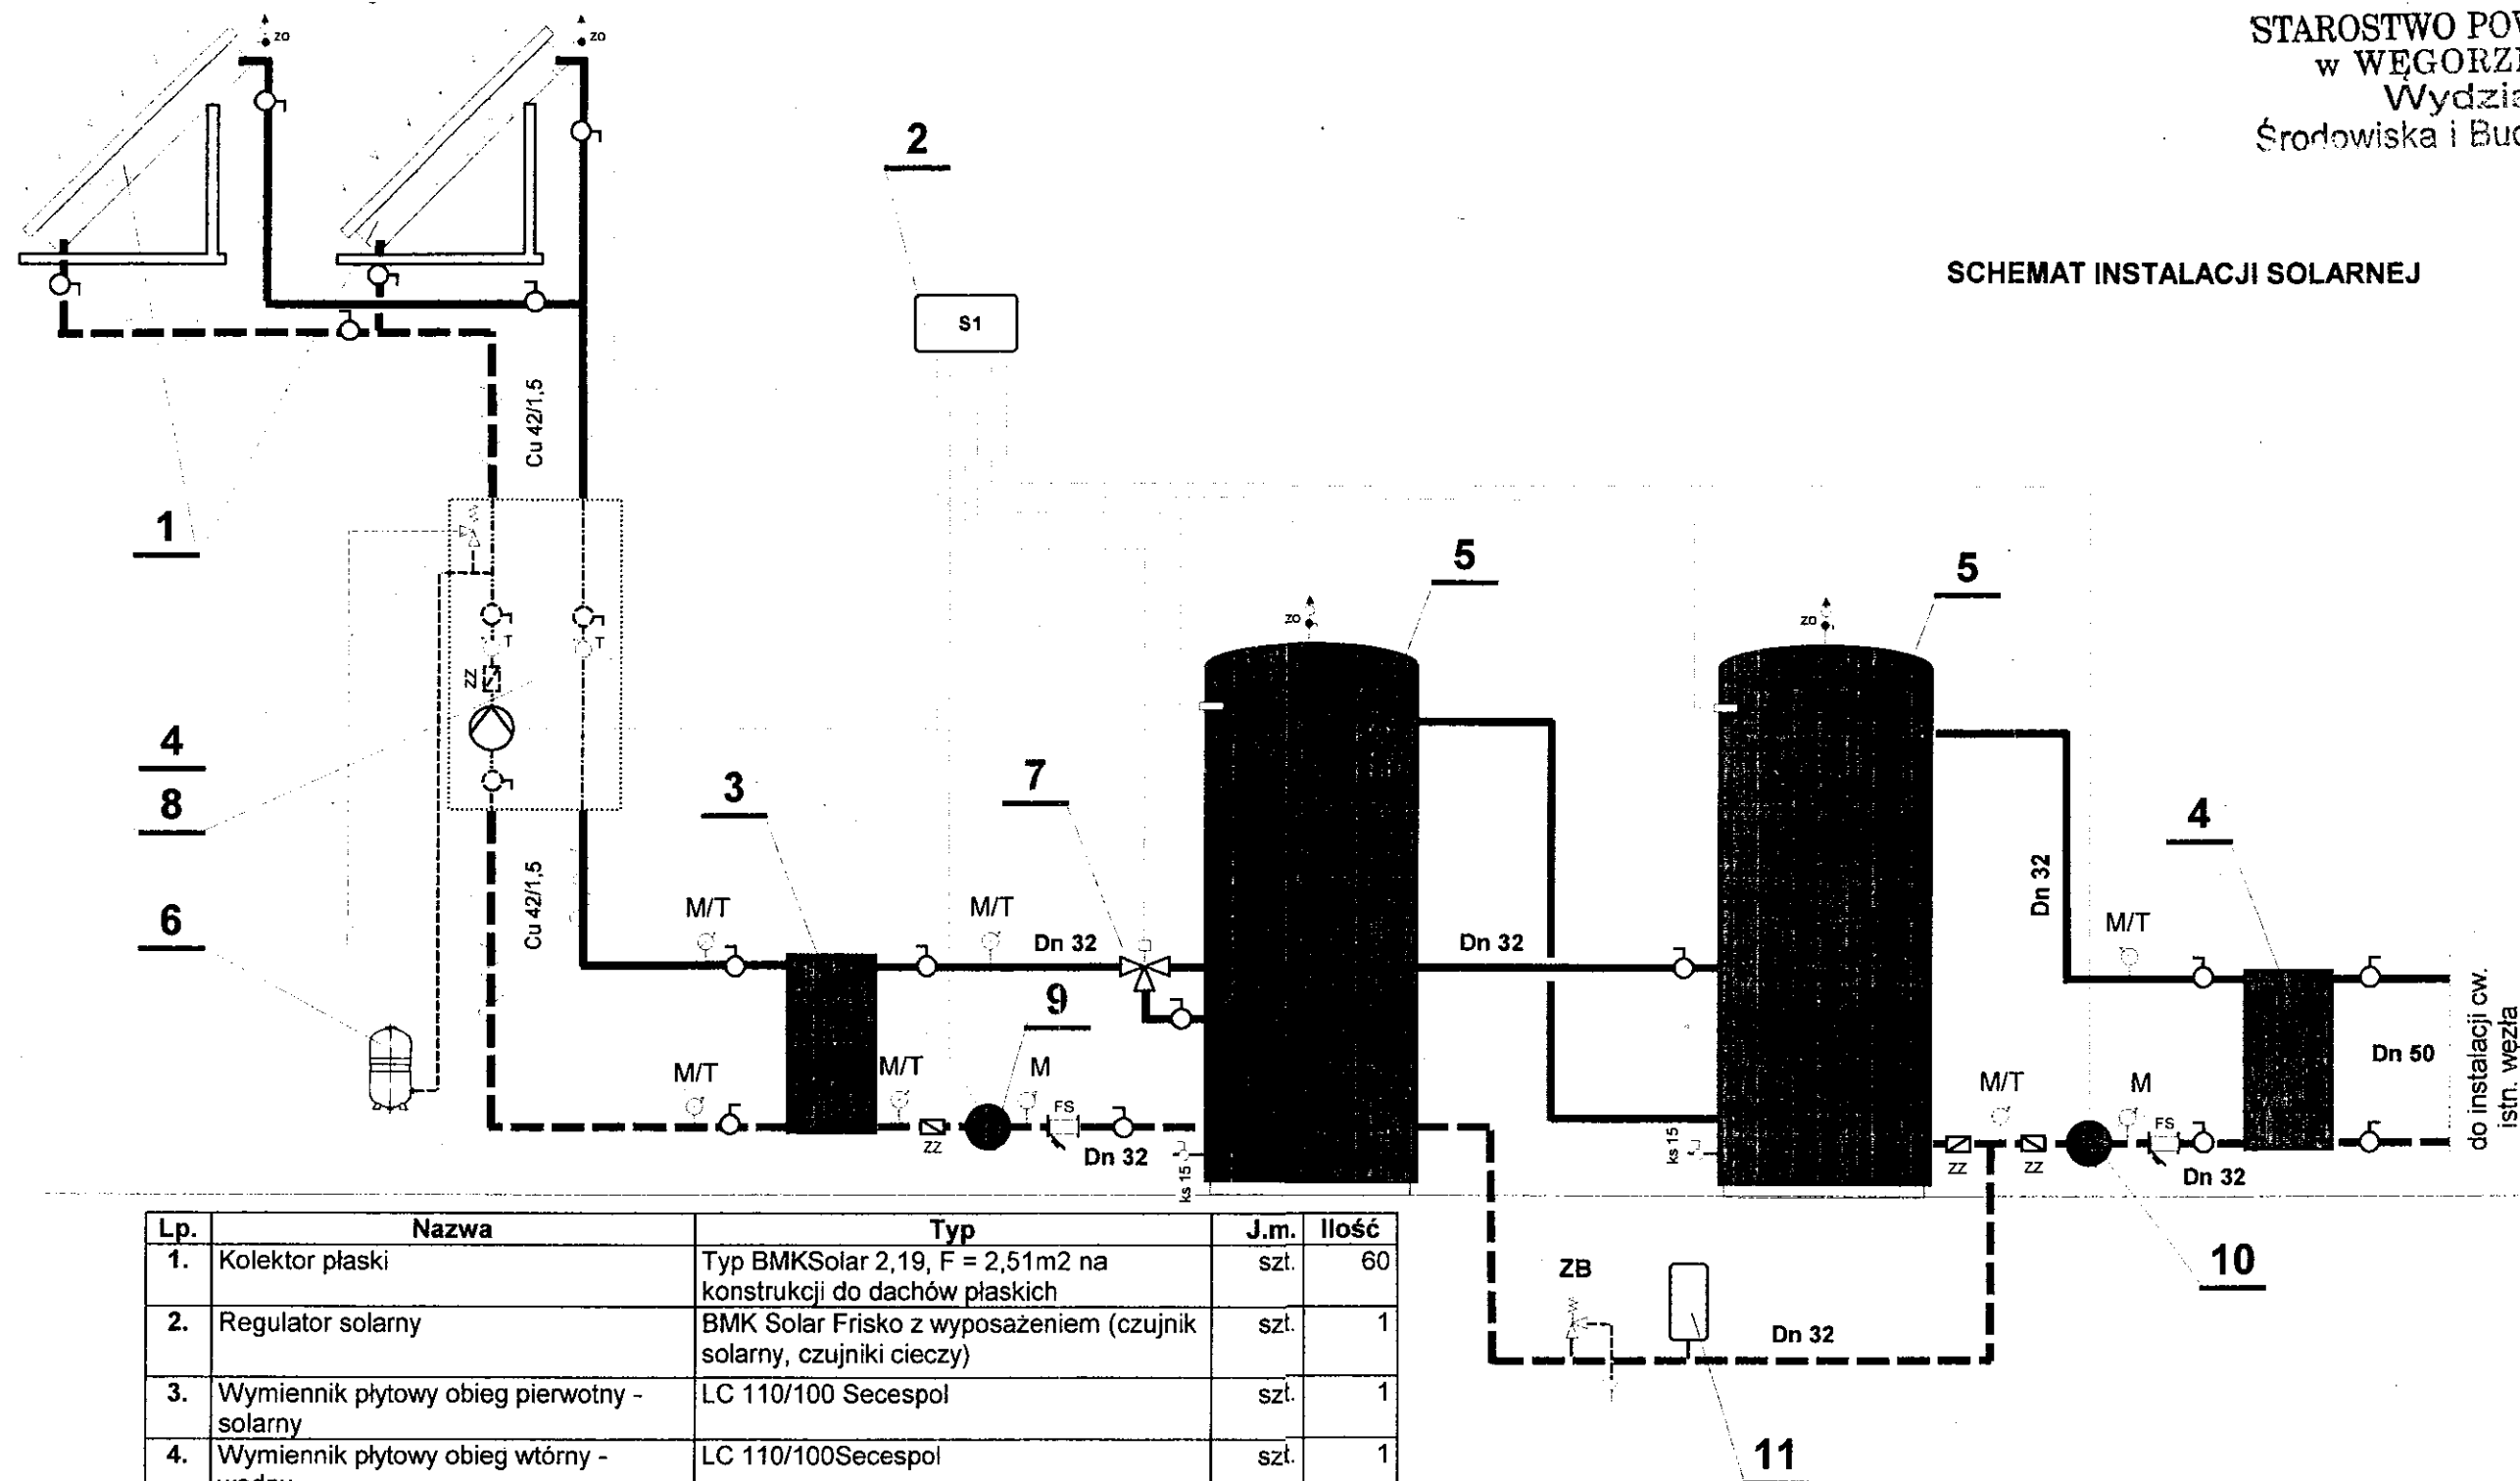 STAROSTWO
w
Środowiska i
SCHEMAT INSTALACJI SOLARNEJ
zo
zo
2
S1
Cu 42/1,5
1
5
5
zo
zo
T
T
ZZ
4
8
3
7
4
Cu 42/1,5
6
M/T
M/T
Dn 32
Dn 32
Dn 32
M/T
9
M/T
M/T
M
FS
ZZ
Dn 32
ks 15
ks 15
M/T
M
FS
ZZ
ZZ
Dn 32
Dn 50
do instalacji cw.
istn. węzła
10
ZB
Dn 32
11
Lp. Nazwa Typ J.m. Ilość
1. Kolektor płaski Typ BMKSolar 2,19, F = 2,51m2 na szt. 60
konstrukcji do dachów płaskich
2. Regulator solarny BMK Solar Frisko z wyposażeniem (czujnik szt. 1
solarny, czujniki cieczy)
3. Wymiennik płytowy obieg pierwotny - LC 110/100 Secespol szt. 1
solarny
4. Wymiennik płytowy obieg wtórny - LC 110/100Secespol szt. 1